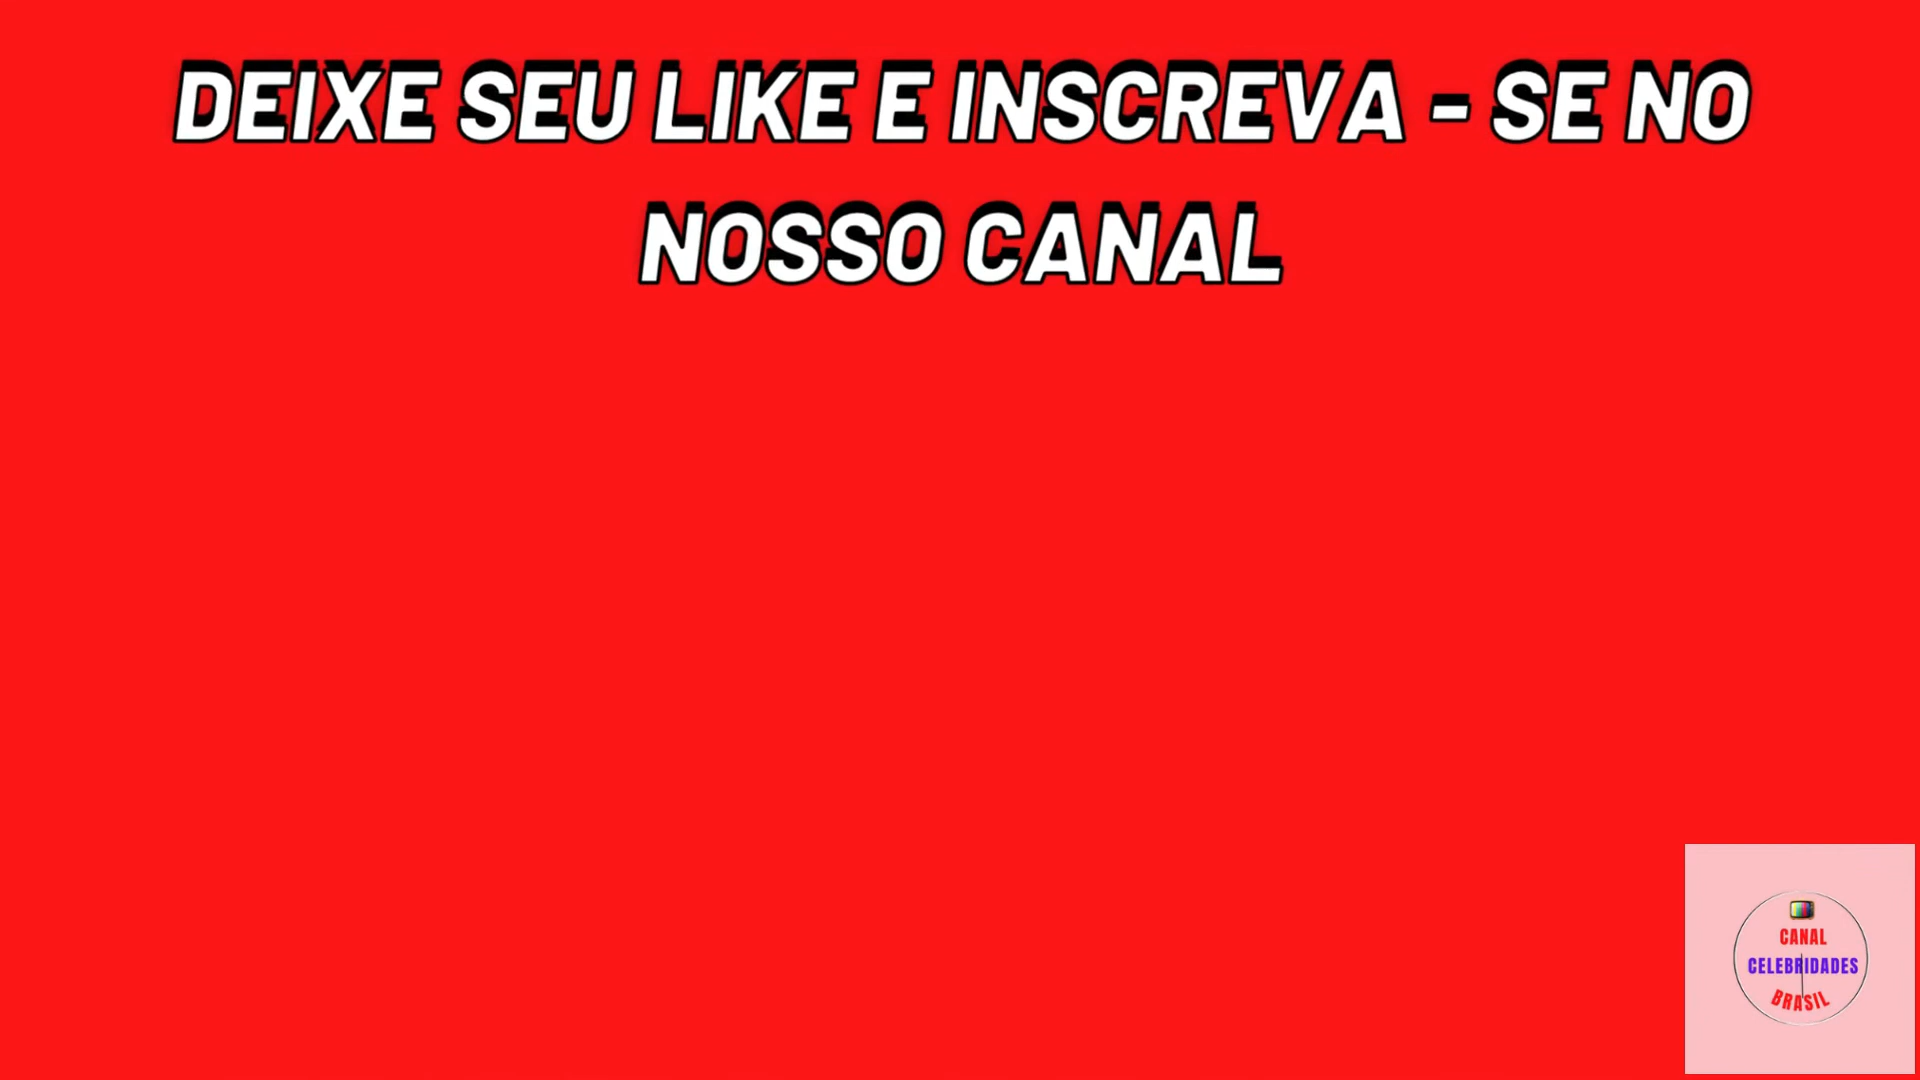 DEIXE SEU LIKE E INSCREVA - SE NO
NOSSO CANAL
CANAL
CELEBRIDADES
BRASIL